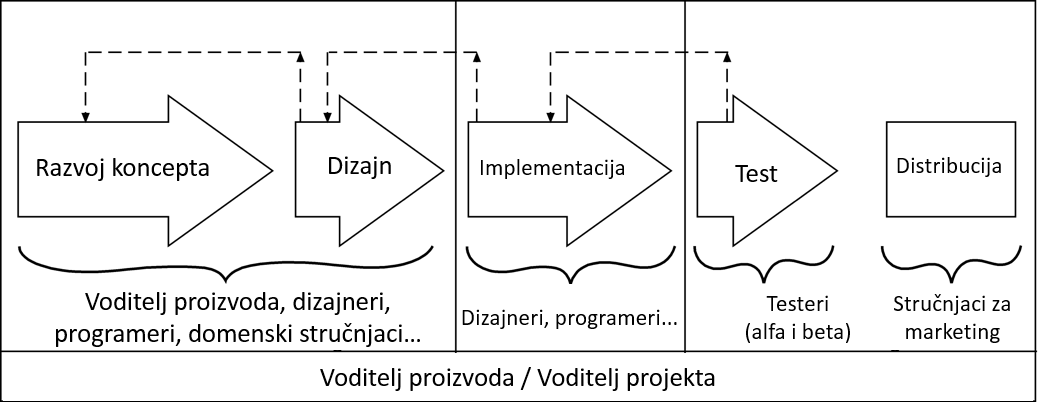 Razvoj koncepta
Dizajn
Implementacija
Test
Distribucija
Voditelj proizvoda, dizajneri,
programeri, domenski stručnjaci...
Dizajneri, programeri...
Testeri
(alfa i beta)
Stručnjaci za
marketing
Voditelj proizvoda / Voditelj projekta